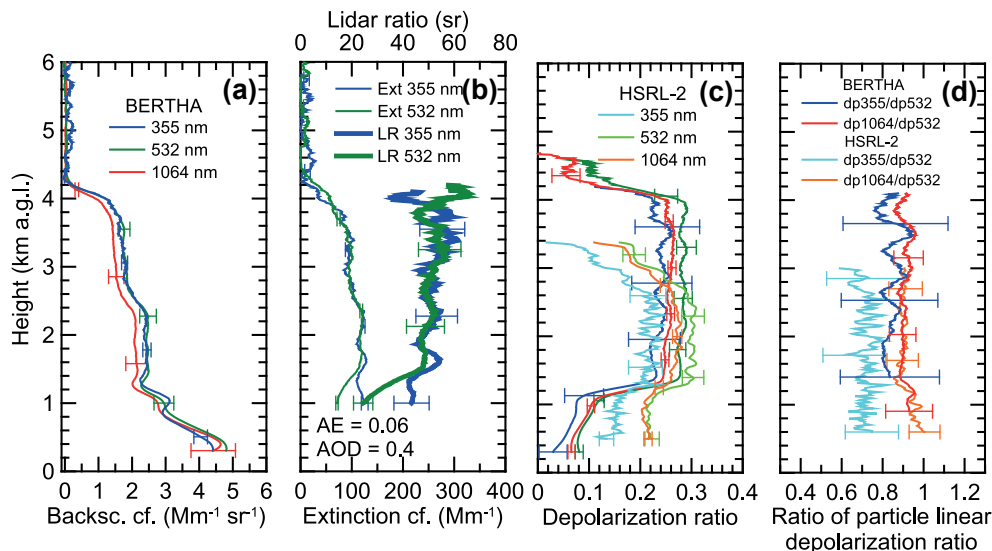 Lidar ratio (sr)
0 20 40 60 80
6
5
4
3
2
1
0
Height (km a.g.l.)
(a)
BERTHA
355 nm
532 nm
1064 nm
0 1 2 3 4 5 6
Backsc. cf. (Mm⁻¹ sr⁻¹)
(b)
Ext 355 nm
Ext 532 nm
LR 355 nm
LR 532 nm
AE = 0.06
AOD = 0.4
0 100 200 300 400
Extinction cf. (Mm⁻¹)
(c)
HSRL-2
355 nm
532 nm
1064 nm
0 0.1 0.2 0.3 0.4
Depolarization ratio
(d)
BERTHA
dp355/dp532
dp1064/dp532
HSRL-2
dp355/dp532
dp1064/dp532
0.4 0.6 0.8 1 1.2
Ratio of particle linear
depolarization ratio